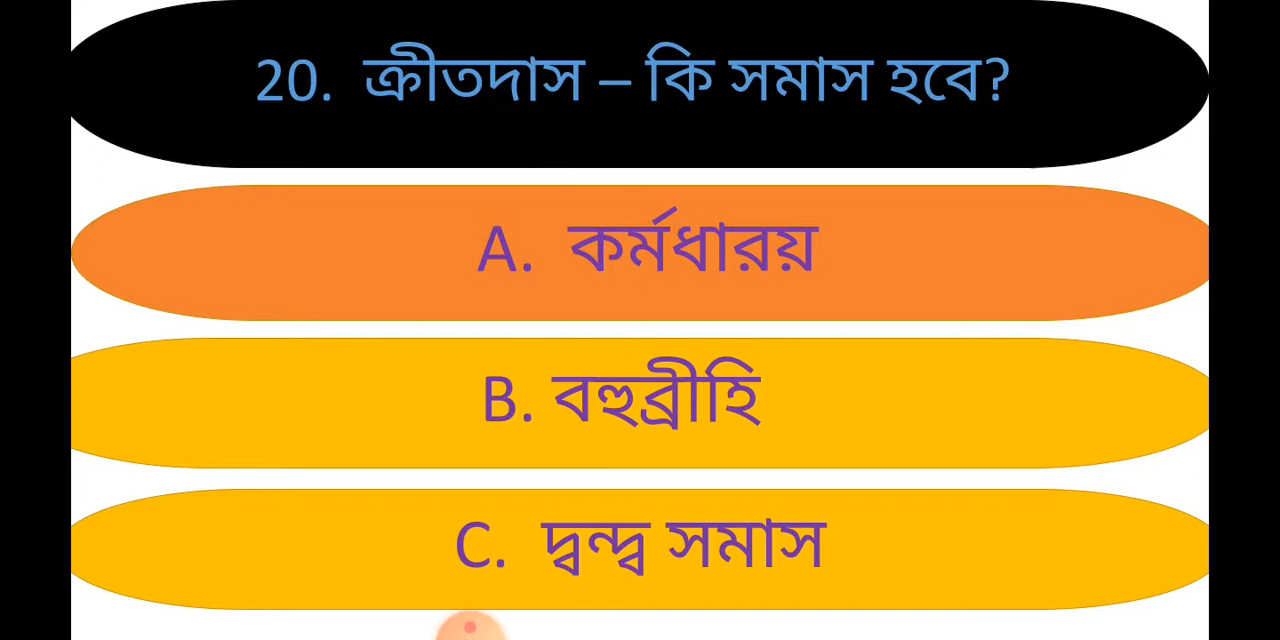 20. ক্রীতদাস – কি সমাস হবে?
A. কর্মধারয়
B. বহুব্রীহি
C. দ্বন্দ্ব সমাস